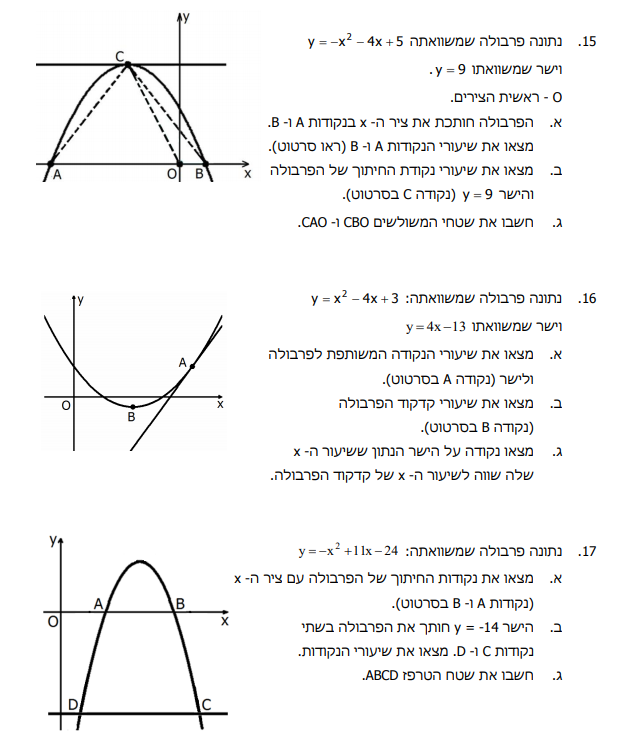 15. נתונה פרבולה שמשוואתה y = –x² – 4x + 5
וישר שמשוואתו y = 9 .
O - ראשית הצירים.
א. הפרבולה חותכת את ציר ה- x בנקודות A ו- B.
מצאו את שיעורי הנקודות A ו- B (ראו סרטוט).
ב. מצאו את שיעורי נקודת החיתוך של הפרבולה
והישר y = 9 (נקודה C בסרטוט).
ג. חשבו את שטחי המשולשים CBO ו- CAO.
y
C
A
O
B
x
16. נתונה פרבולה שמשוואתה: y = x² – 4x + 3
וישר שמשוואתו y = 4x – 13
א. מצאו את שיעורי הנקודה המשותפת לפרבולה
ולישר (נקודה A בסרטוט).
ב. מצאו את שיעורי קדקוד הפרבולה
(נקודה B בסרטוט).
ג. מצאו נקודה על הישר הנתון ששיעור ה- x
שלה שווה לשיעור ה- x של קדקוד הפרבולה.
y
A
O
B
x
17. נתונה פרבולה שמשוואתה: y = –x² + 11x – 24
א. מצאו את נקודות החיתוך של הפרבולה עם ציר ה- x
(נקודות A ו- B בסרטוט).
ב. הישר y = -14 חותך את הפרבולה בשתי
נקודות C ו- D. מצאו את שיעורי הנקודות.
ג. חשבו את שטח הטרפז ABCD.
y
A
B
O
x
D
C